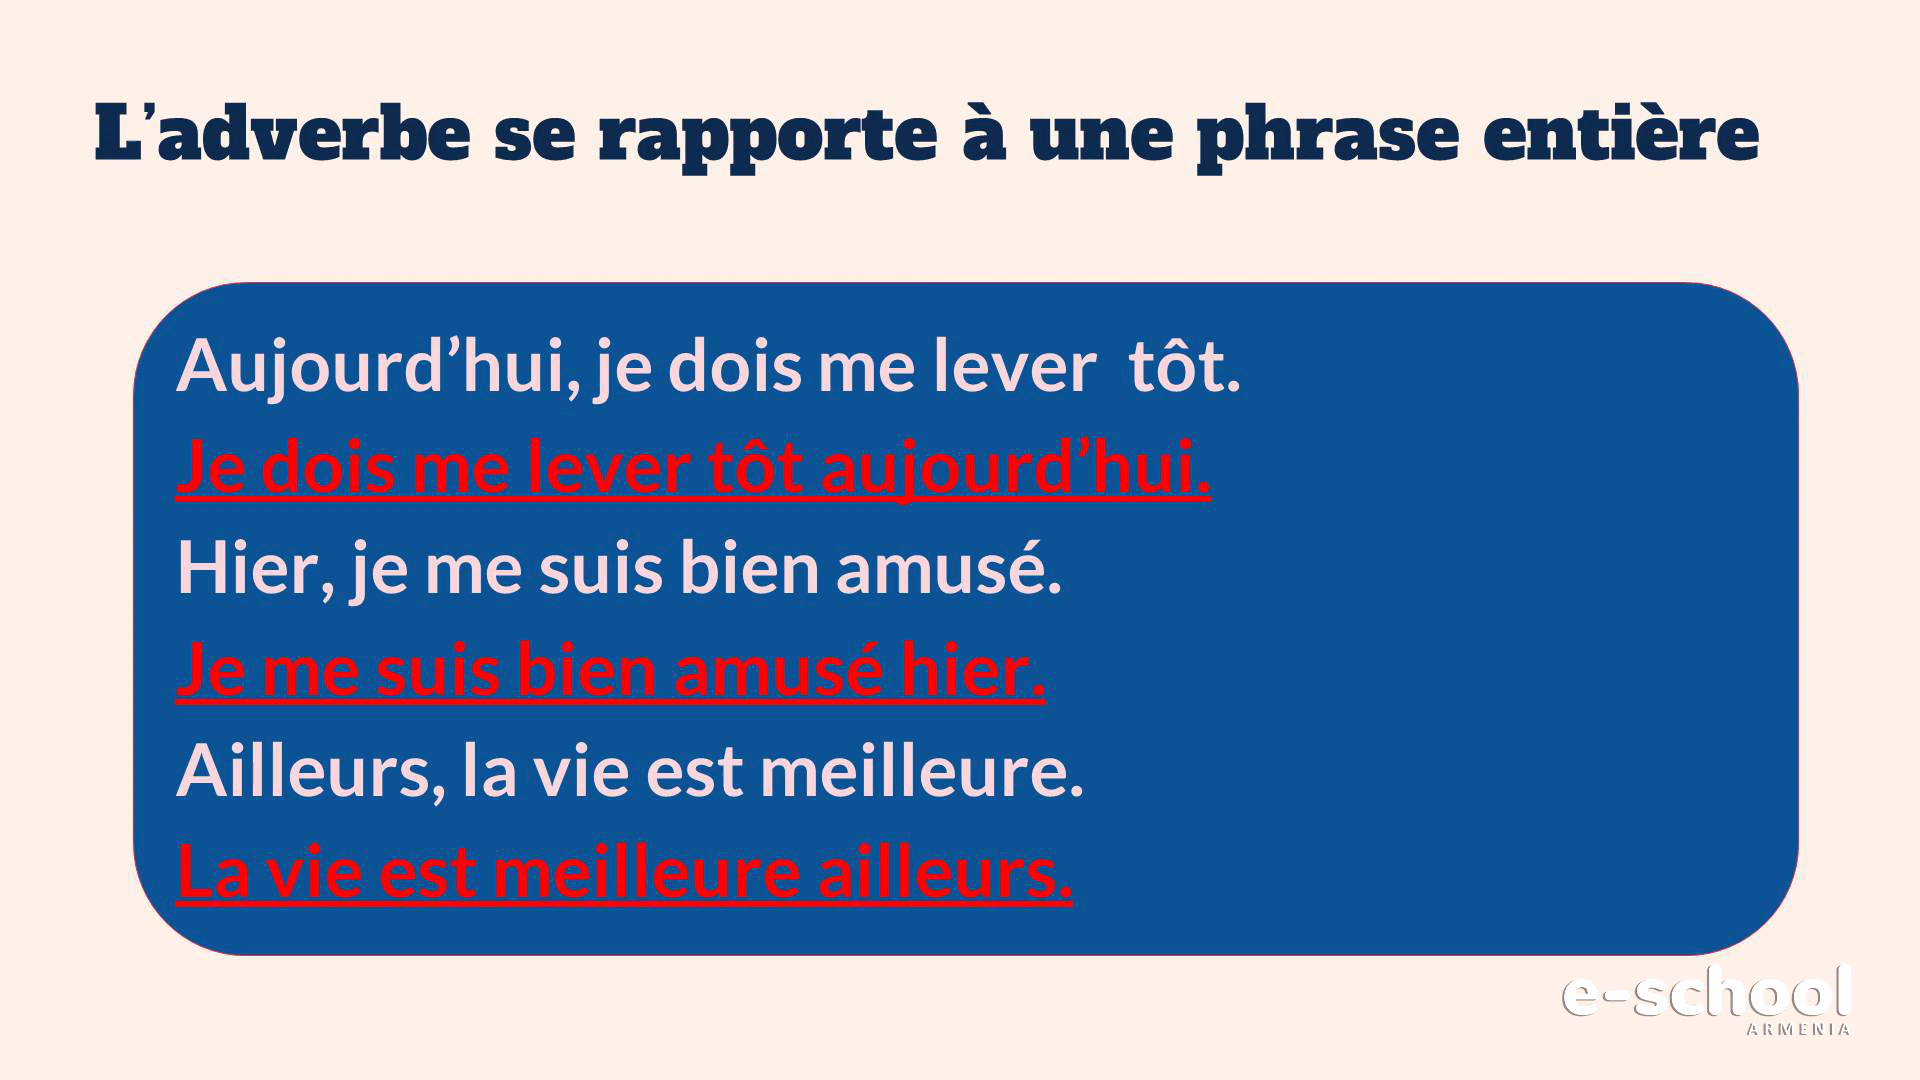 L’adverbe se rapporte à une phrase entière
Aujourd’hui, je dois me lever  tôt.
Je dois me lever tôt aujourd’hui.
Hier, je me suis bien amusé.
Je me suis bien amusé hier.
Ailleurs, la vie est meilleure.
La vie est meilleure ailleurs.
e-school
ARMENIA